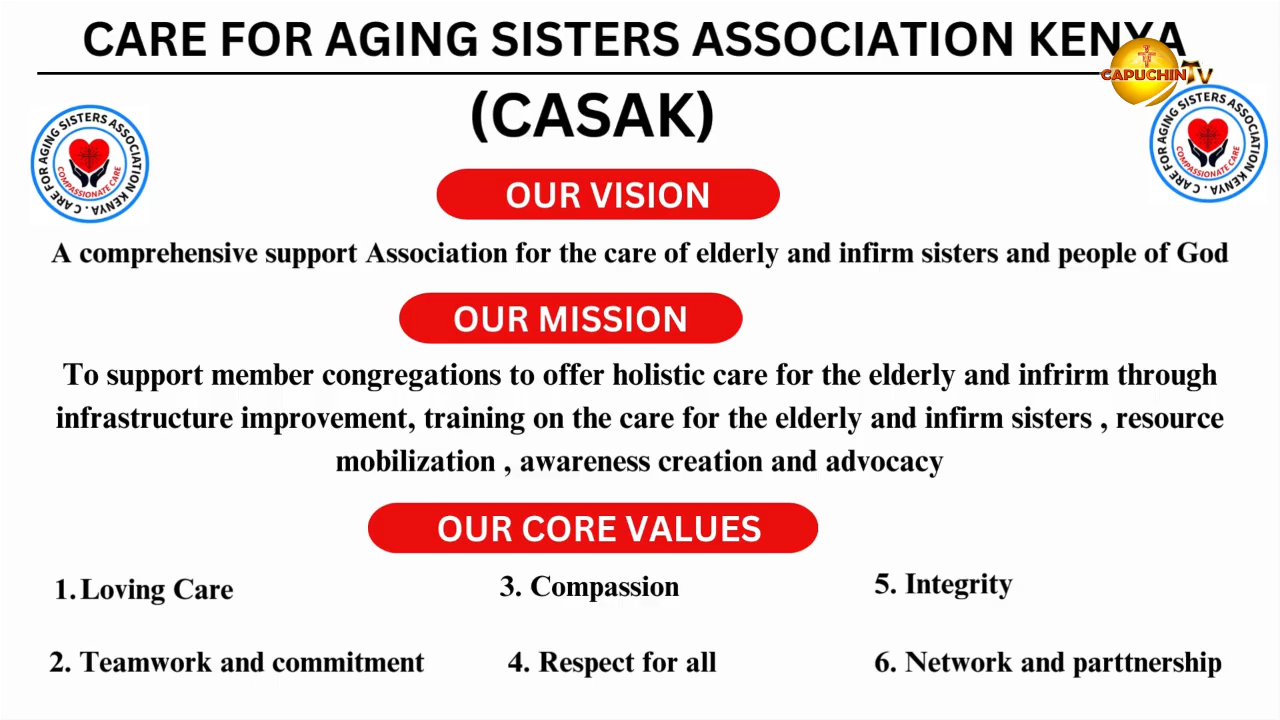 CARE FOR AGING SISTERS ASSOCIATION KENYA
CAPUCHIN TV
(CASAK)
CARE FOR AGING SISTERS ASSOCIATION KENYA .
COMPASSIONATE CARE
CARE FOR AGING SISTERS ASSOCIATION KENYA .
COMPASSIONATE CARE
OUR VISION
A comprehensive support Association for the care of elderly and infirm sisters and people of God
OUR MISSION
To support member congregations to offer holistic care for the elderly and infrirm through
infrastructure improvement, training on the care for the elderly and infirm sisters , resource
mobilization , awareness creation and advocacy
OUR CORE VALUES
1. Loving Care
3. Compassion
5. Integrity
2. Teamwork and commitment
4. Respect for all
6. Network and parttnership